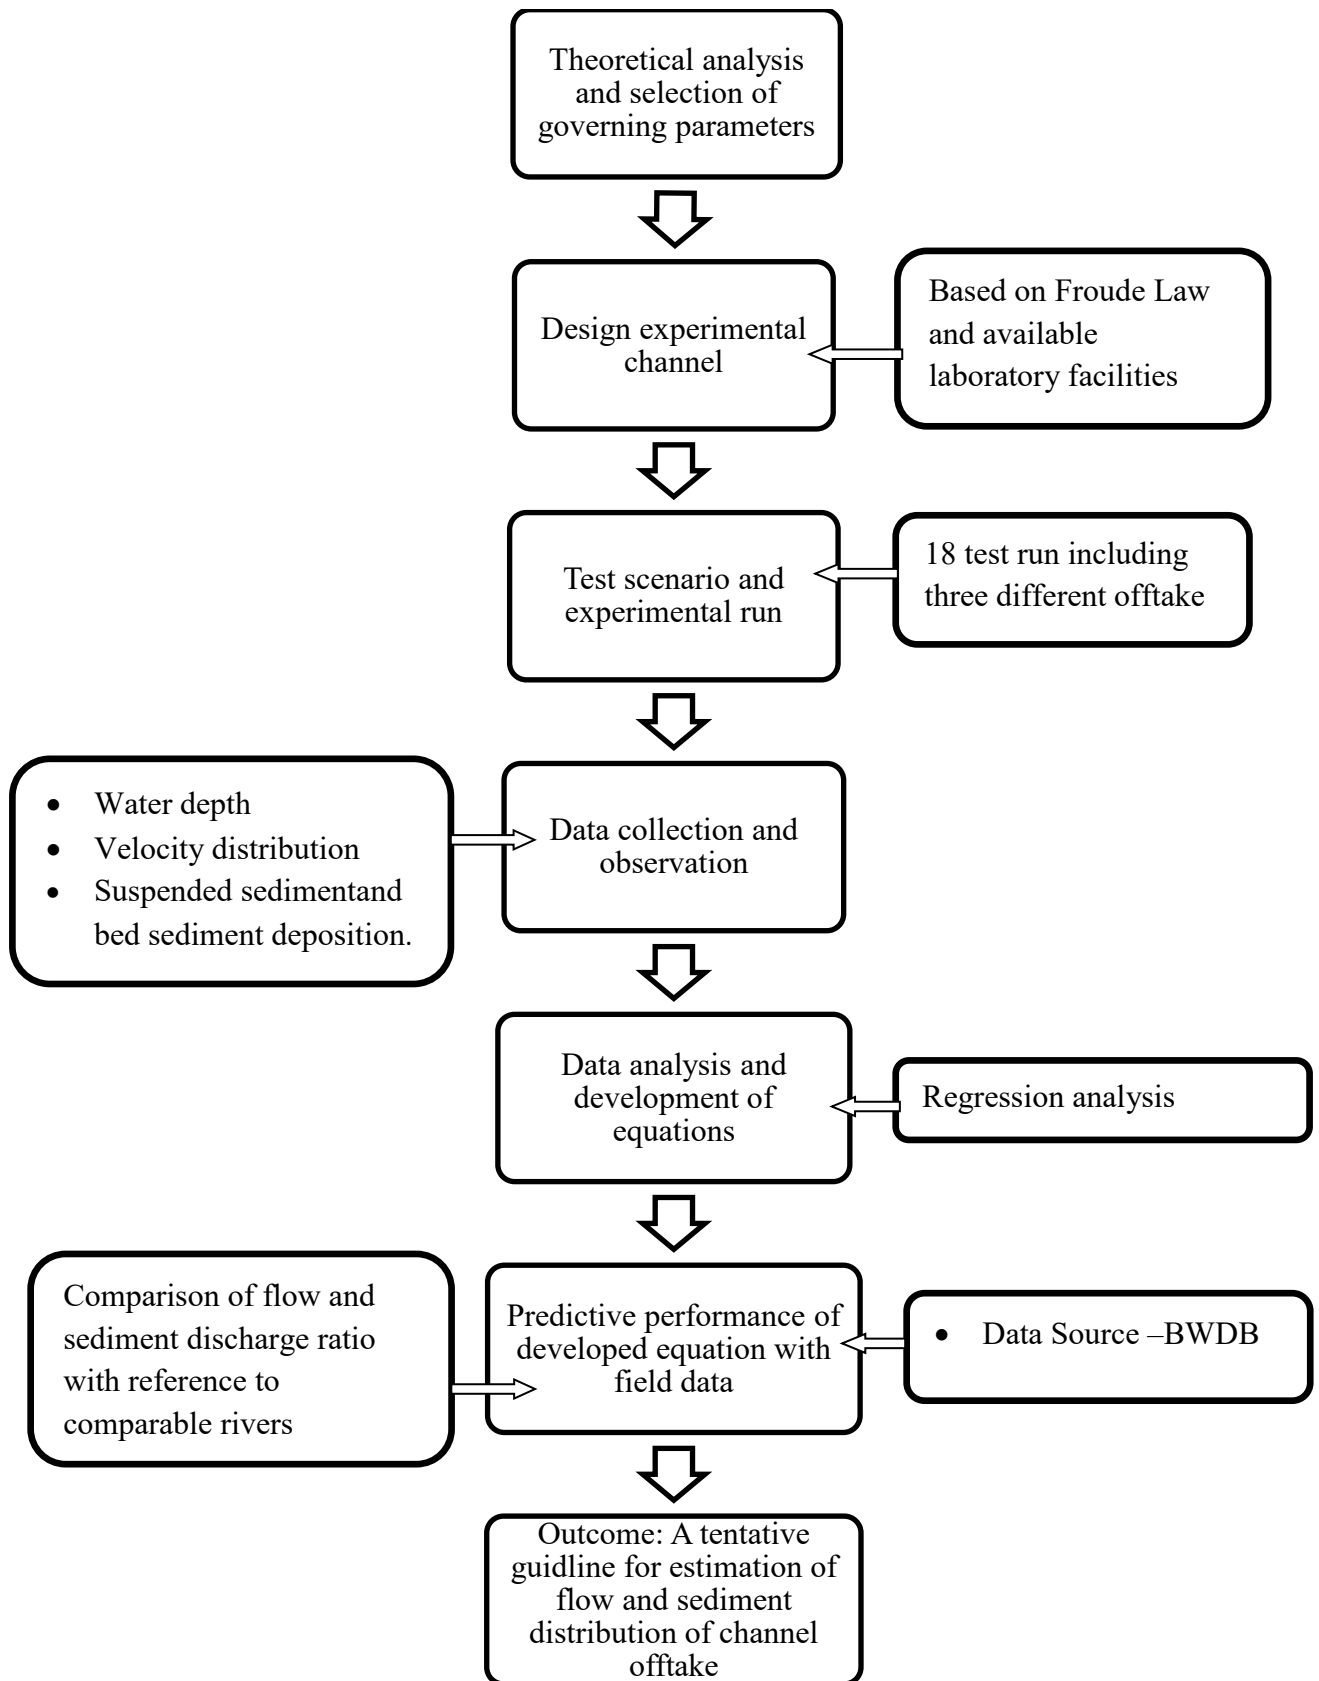 Theoretical analysis
and selection of
governing parameters
Design experimental
channel
Based on Froude Law
and available
laboratory facilities
Test scenario and
experimental run
18 test run including
three different offtake
• Water depth
• Velocity distribution
• Suspended sedimentand
bed sediment deposition.
Data collection and
observation
Data analysis and
development of
equations
Regression analysis
Comparison of flow and
sediment discharge ratio
with reference to
comparable rivers
Predictive performance of
developed equation with
field data
• Data Source –BWDB
Outcome: A tentative
guidline for estimation of
flow and sediment
distribution of channel
offtake